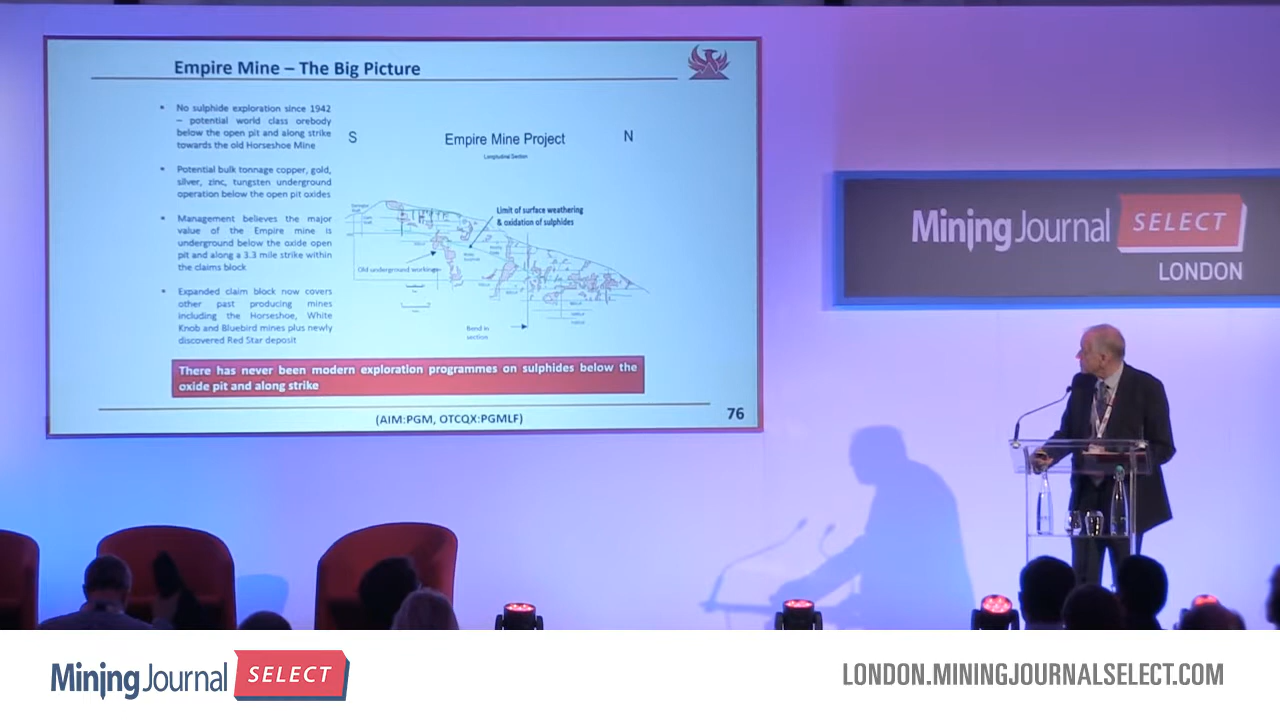 Empire Mine – The Big Picture
▪ No sulphide exploration since 1942
– potential world class orebody
below the open pit and along strike
towards the old Horseshoe Mine
▪ Potential bulk tonnage copper, gold,
silver, zinc, tungsten underground
operation below the open pit oxides
▪ Management believes the major
value of the Empire mine is
underground below the oxide open
pit and along a 3.3 mile strike within
the claims block
▪ Expanded claim block now covers
other past producing mines
including the Horseshoe, White
Knob and Bluebird mines plus newly
discovered Red Star deposit
S
Empire Mine Project
N
Longitudinal Section
Limit of surface weathering
& oxidation of sulphides
Old underground workings
Bend in
section
There has never been modern exploration programmes on sulphides below the
oxide pit and along strike
(AIM:PGM, OTCQX:PGMLF)
76
Mining Journal SELECT
LONDON
Mining Journal SELECT
LONDON.MININGJOURNALSELECT.COM